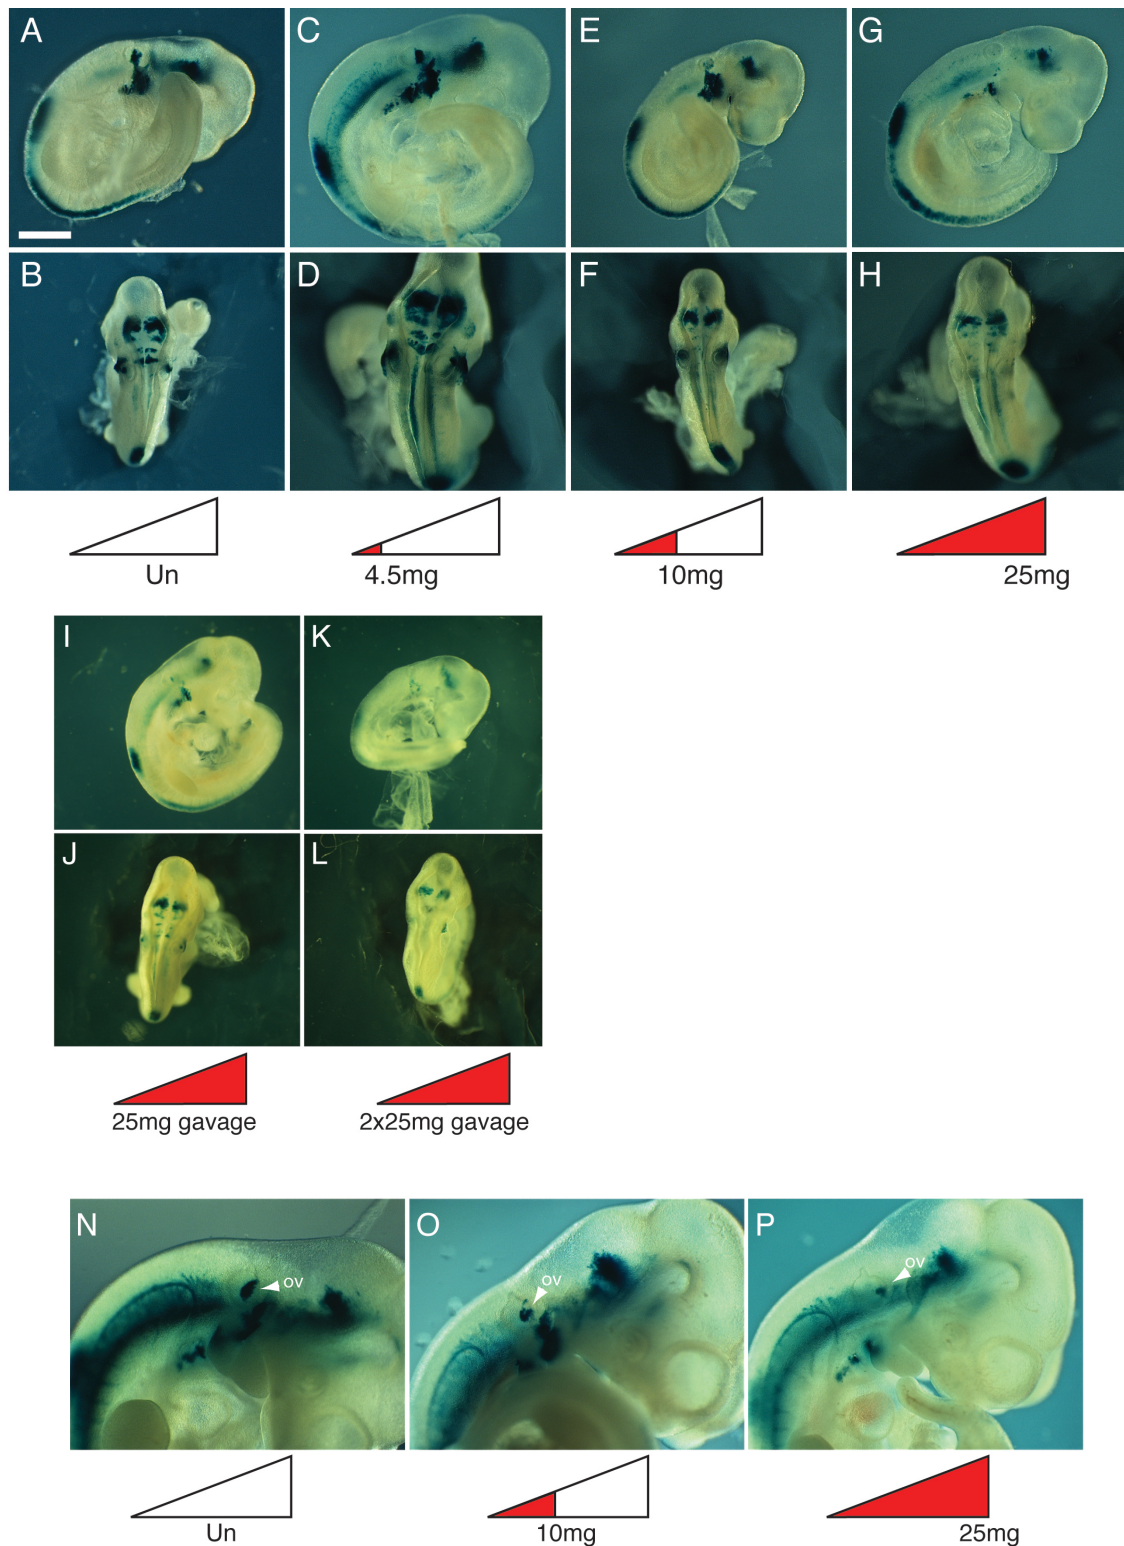 A C E G
B D F H
Un 4.5mg 10mg 25mg
I K
J L
25mg gavage 2x25mg gavage
N O P
ov ov ov
Un 10mg 25mg